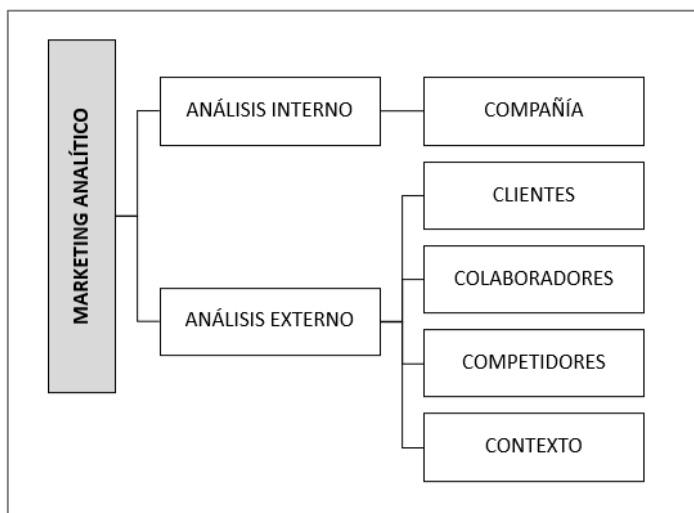 MARKETING ANALÍTICO
ANÁLISIS INTERNO
COMPAÑÍA
ANÁLISIS EXTERNO
CLIENTES
COLABORADORES
COMPETIDORES
CONTEXTO